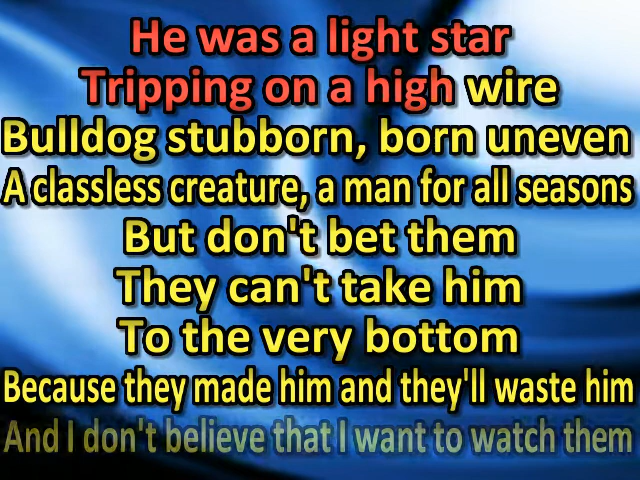 He was a light star
Tripping on a high wire
Bulldog stubborn, born uneven
A classless creature, a man for all seasons
But don't bet them
They can't take him
To the very bottom
Because they made him and they'll waste him
And I don't believe that I want to watch them